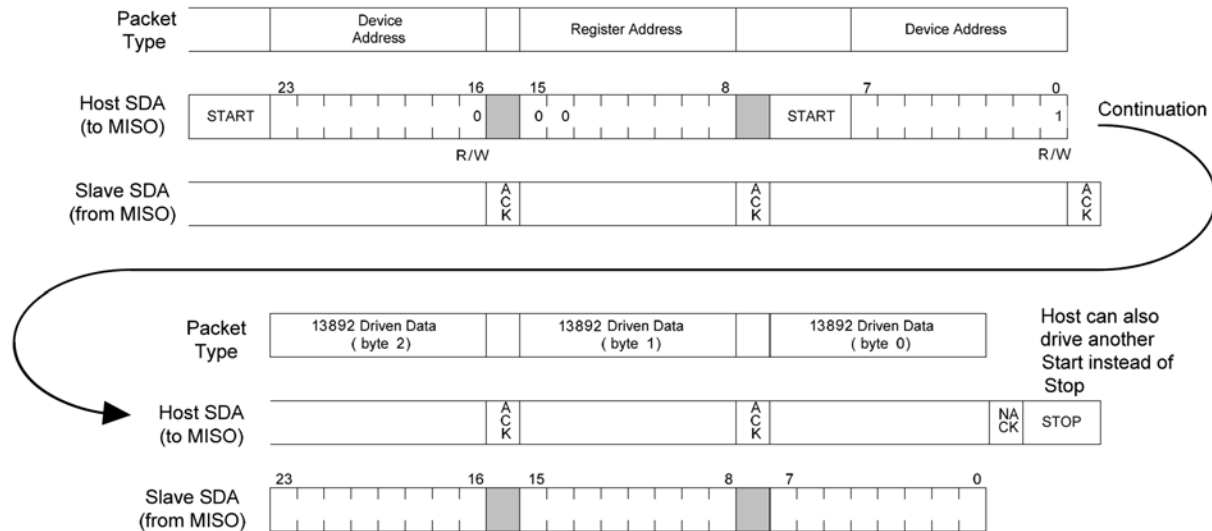 Packet Type
Device Address
Register Address
Device Address
23 16 15 8 7 0
Host SDA (to MISO)
START
0
0 0
START
1
Continuation
R/W
R/W
Slave SDA (from MISO)
ACK
ACK
ACK
Packet Type
13892 Driven Data ( byte 2)
13892 Driven Data ( byte 1)
13892 Driven Data ( byte 0)
Host can also
drive another
Start instead of
Stop
Host SDA (to MISO)
ACK
ACK
NACK
STOP
23 16 15 8 7 0
Slave SDA (from MISO)